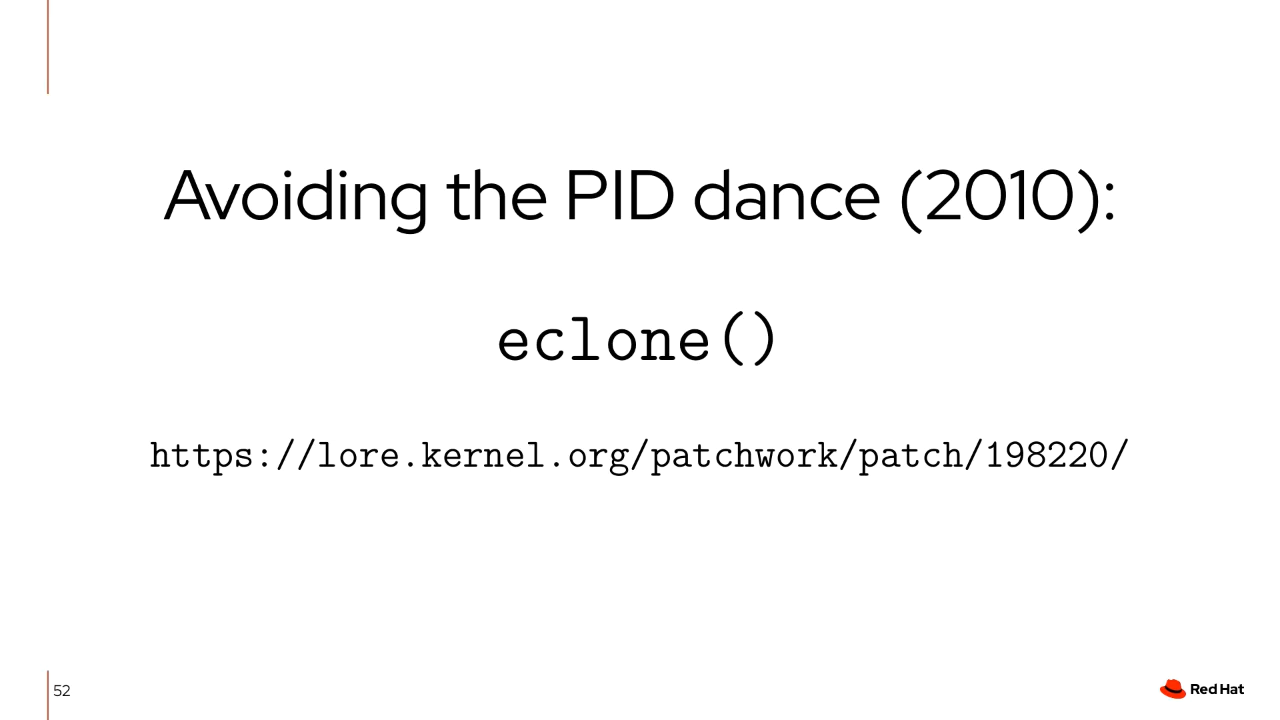 Avoiding the PID dance (2010):
eclone()
https://lore.kernel.org/patchwork/patch/198220/
52
Red Hat